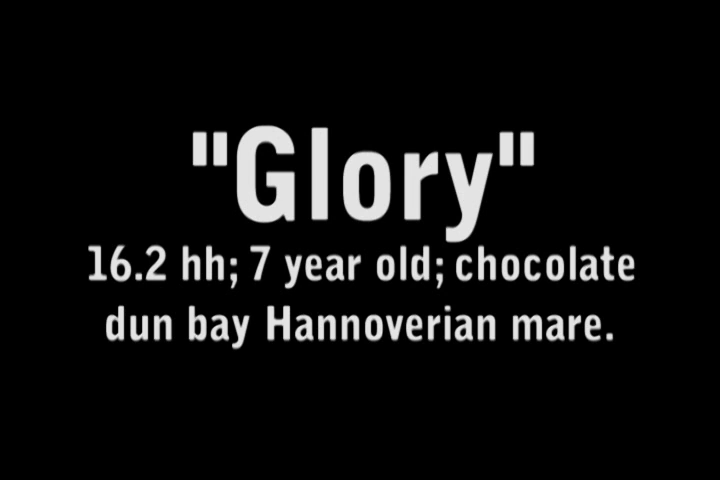 "Glory"
16.2 hh; 7 year old; chocolate
dun bay Hannoverian mare.